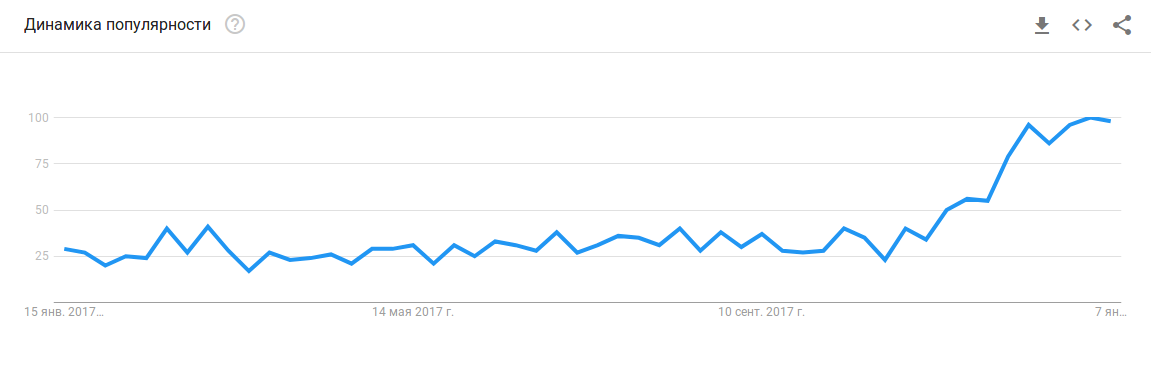 Динамика популярности ?
100
75
50
25
15 янв. 2017…
14 мая 2017 г.
10 сент. 2017 г.
7 ян…